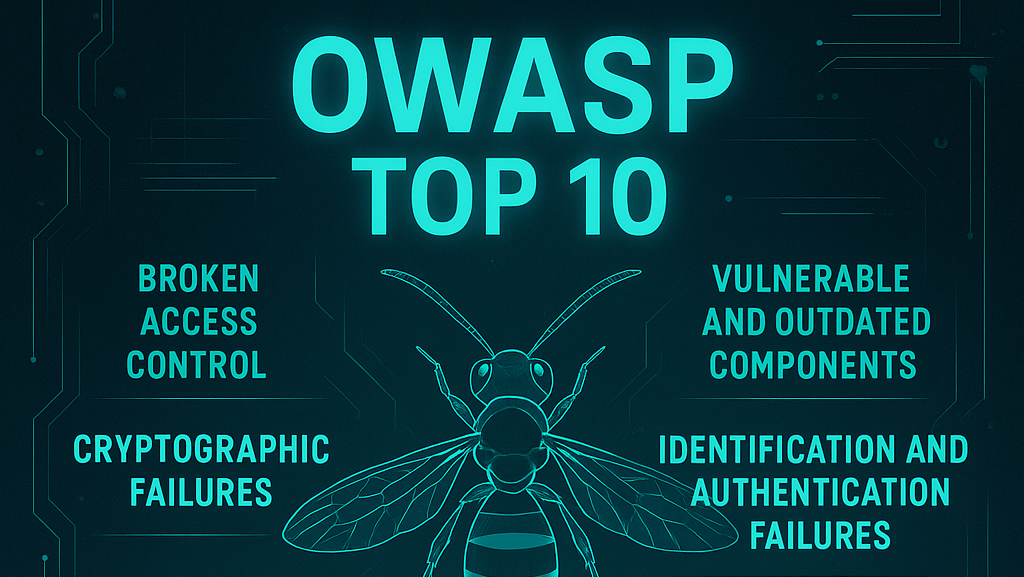 OWASP
TOP 10
BROKEN
ACCESS
CONTROL
CRYPTOGRAPHIC
FAILURES
VULNERABLE
AND OUTDATED
COMPONENTS
IDENTIFICATION AND
AUTHENTICATION
FAILURES